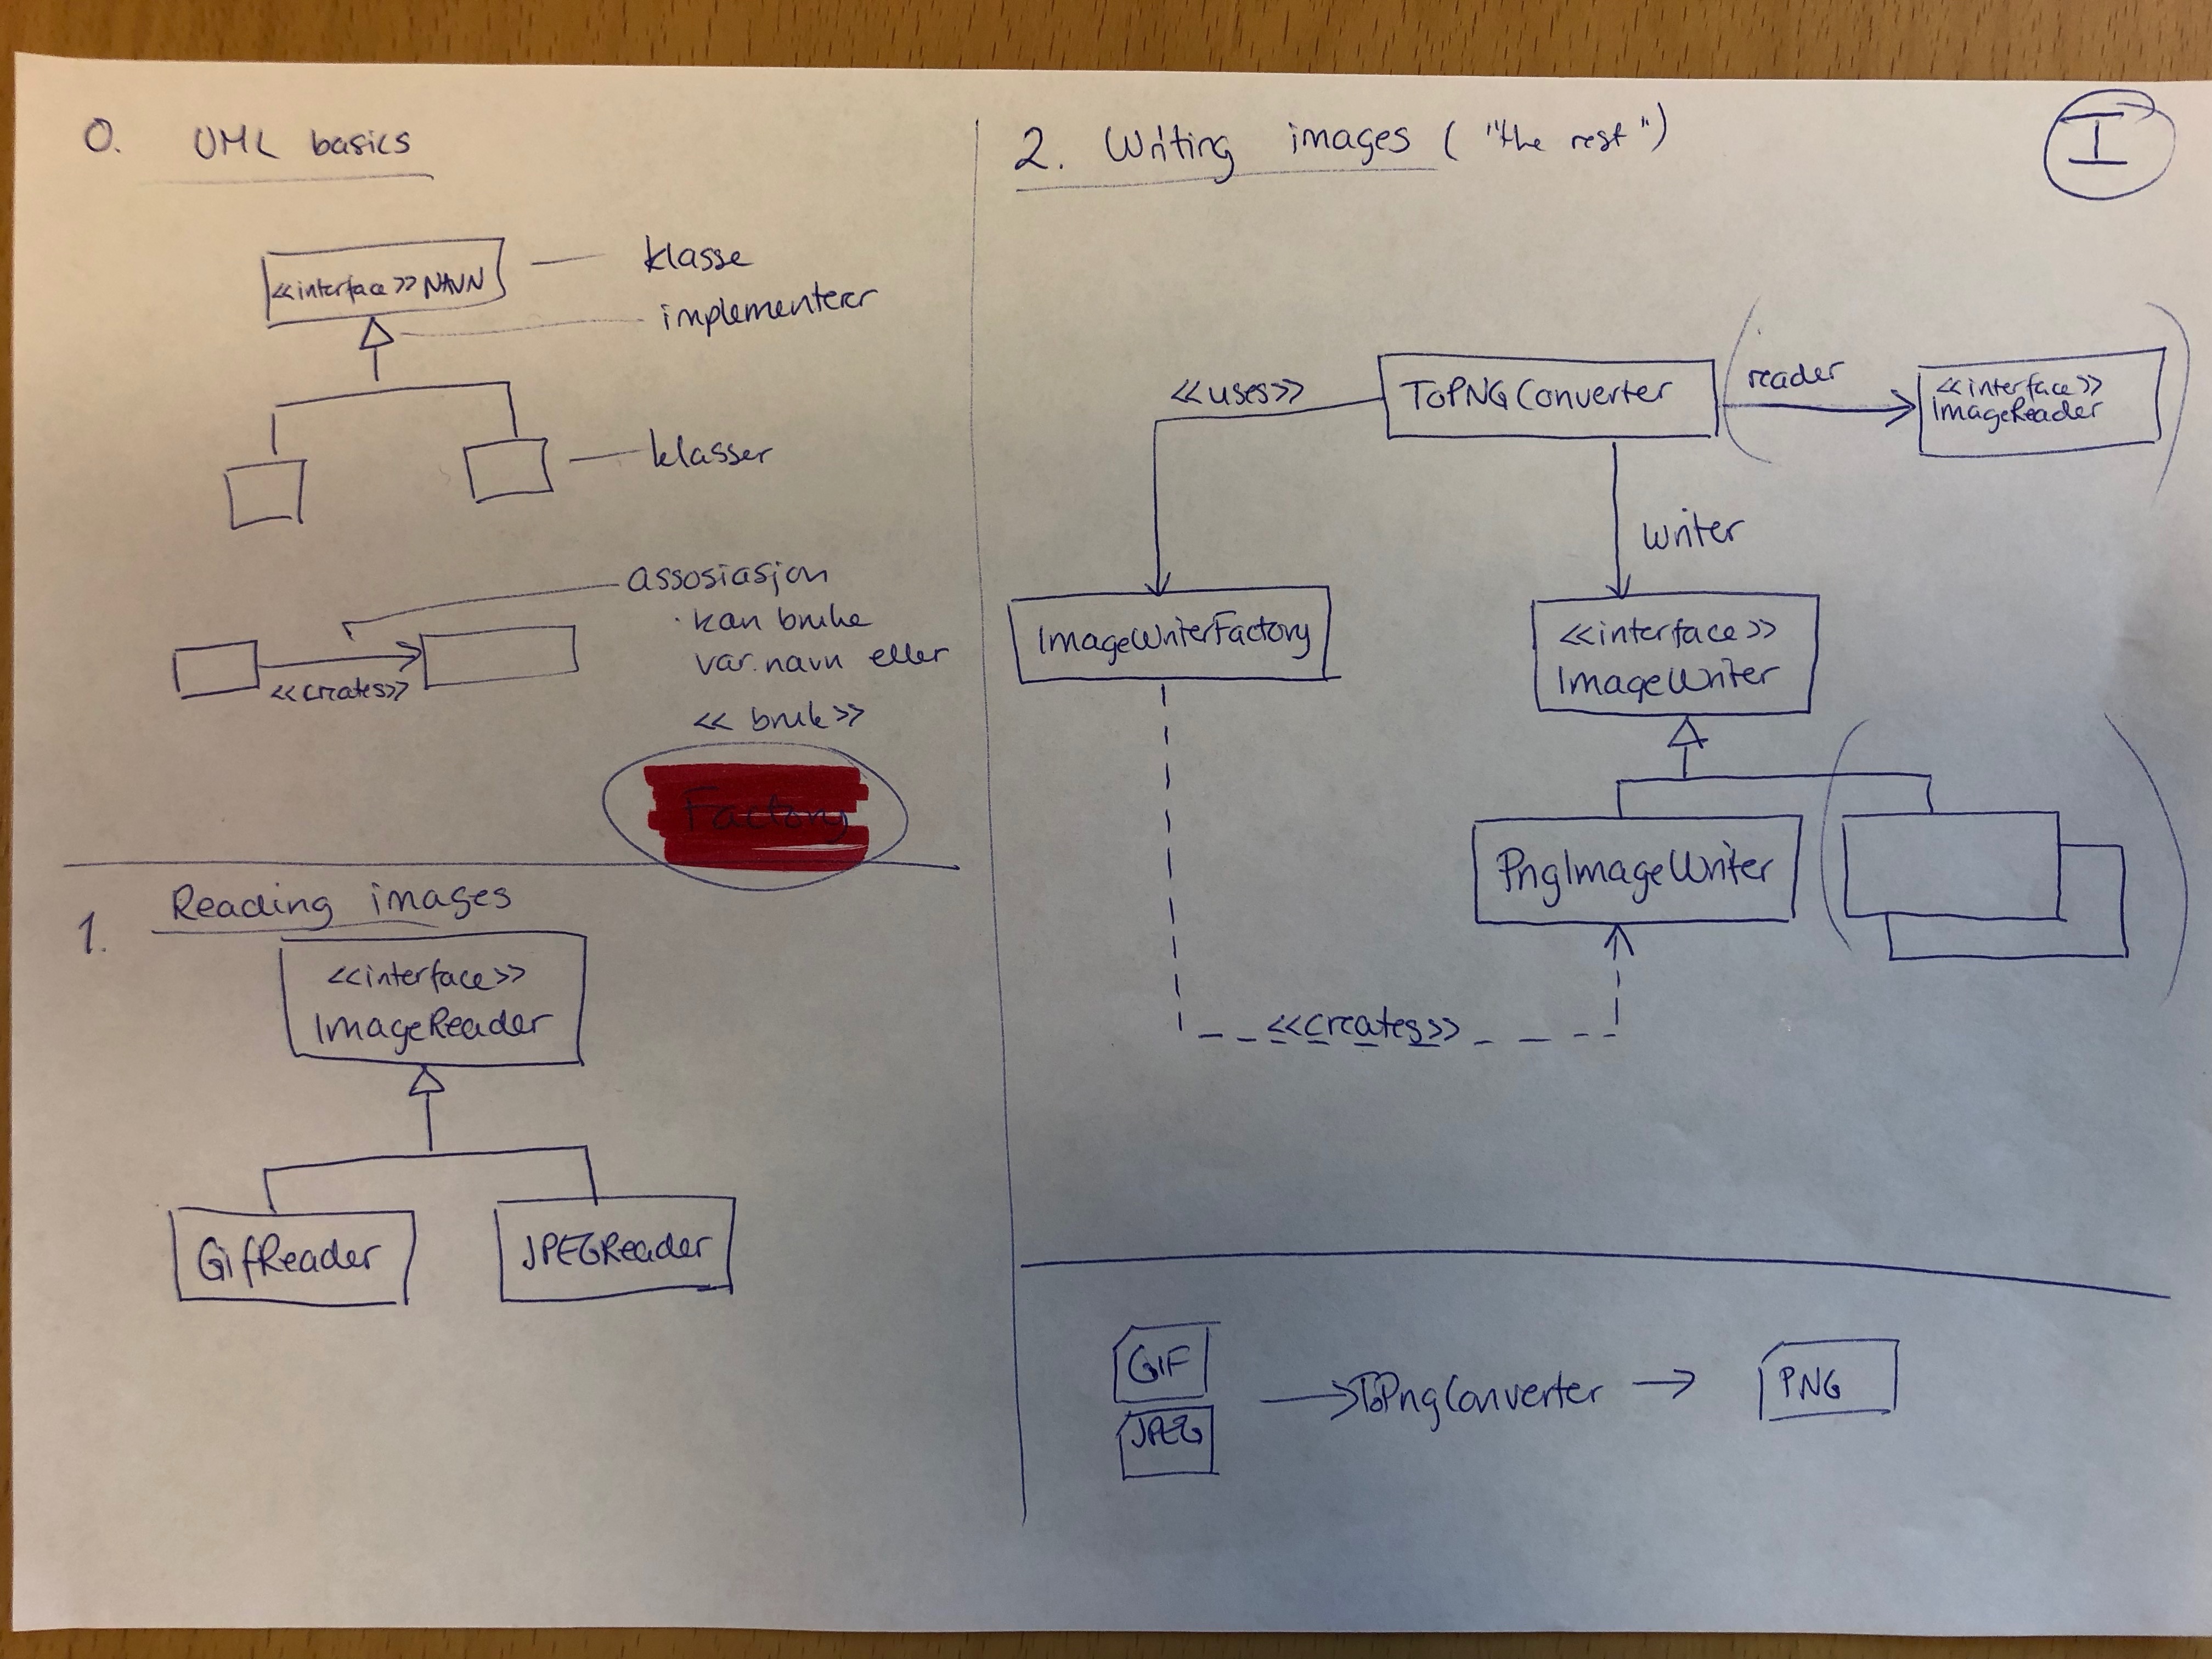 0. UML basics
<<interface>> NAVN
klasse
implementerer
klasser
assosiasjon
· kan bruke
var.navn eller
<< bruk >>
<<creates>>
Factory
1. Reading images
<<interface>>
ImageReader
GifReader
JPEGReader
2. Writing images ("the rest")
I
<<uses>>
ToPNGConverter
reader
<<interface>>
ImageReader
writer
ImageWriterFactory
<<interface>>
ImageWriter
PngImageWriter
<<creates>>
GIF
JPEG
ToPngConverter
PNG